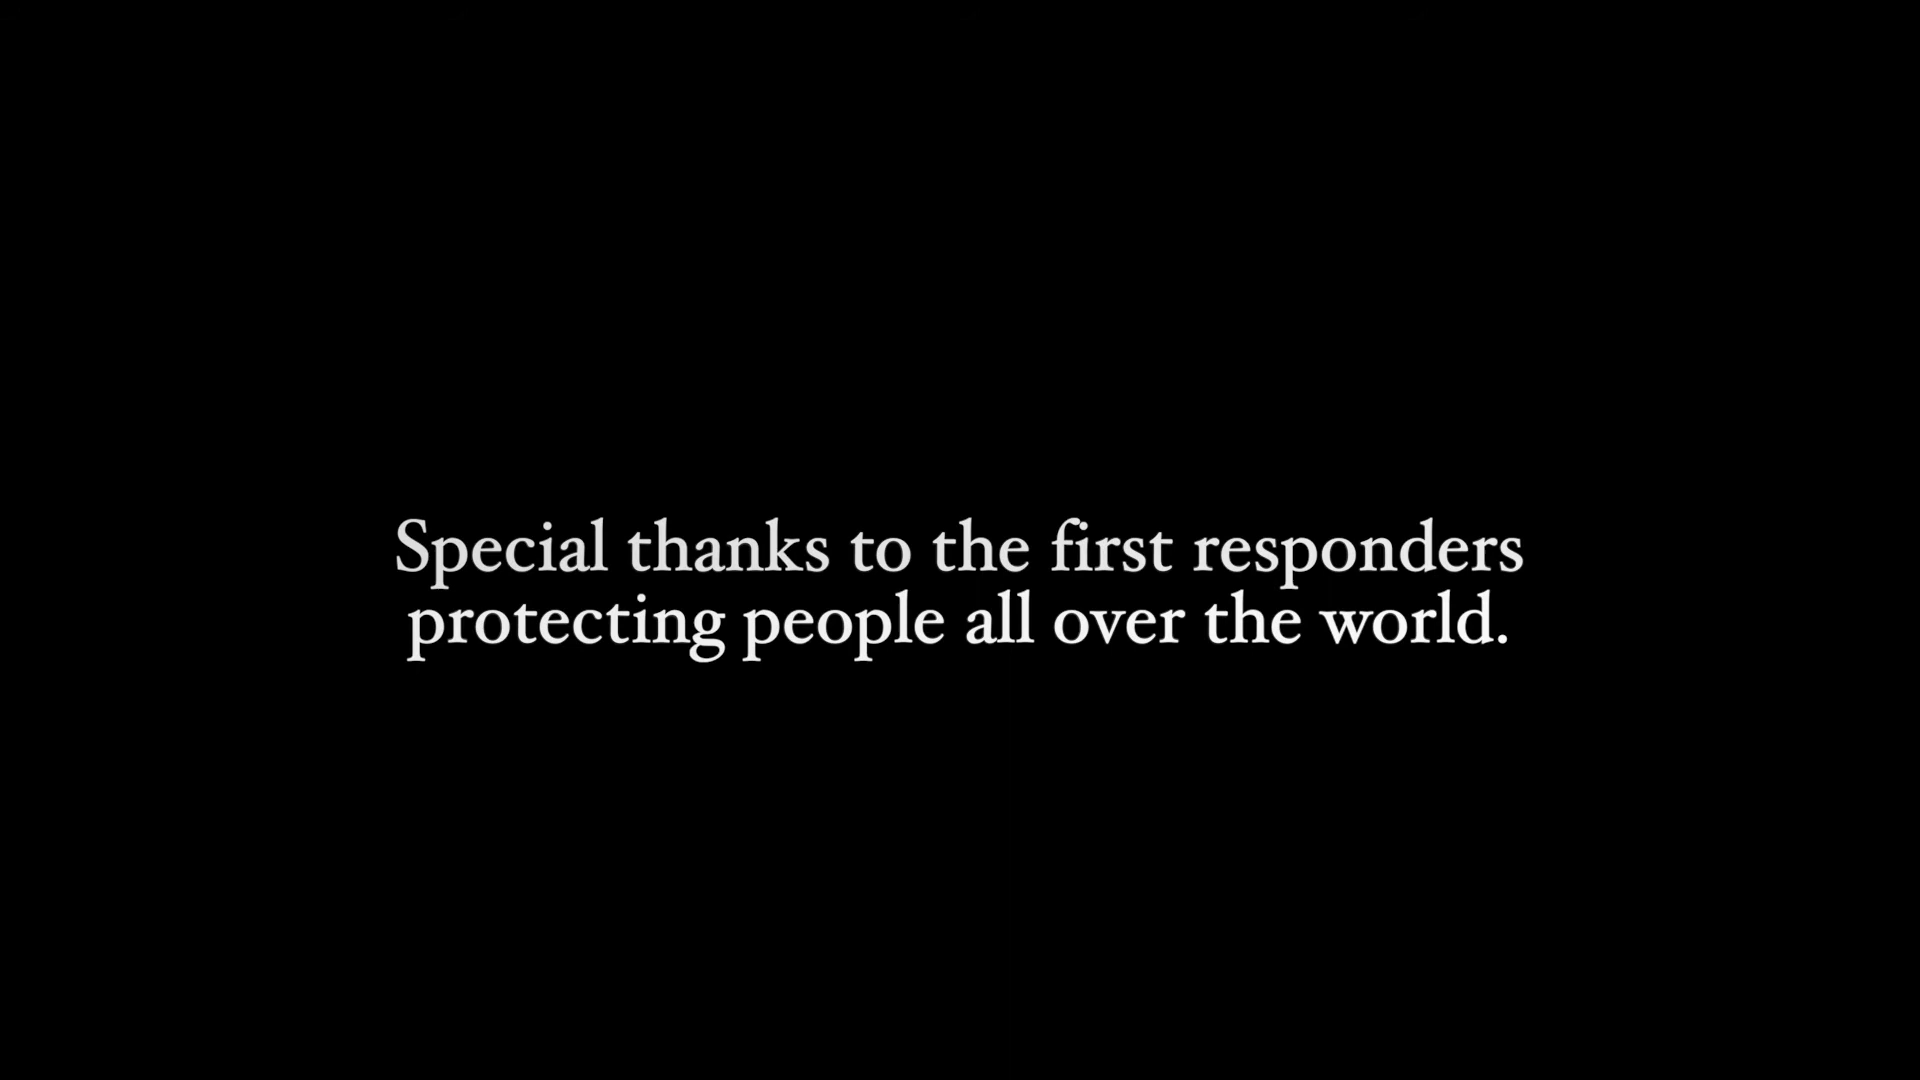 Special thanks to the first responders
protecting people all over the world.